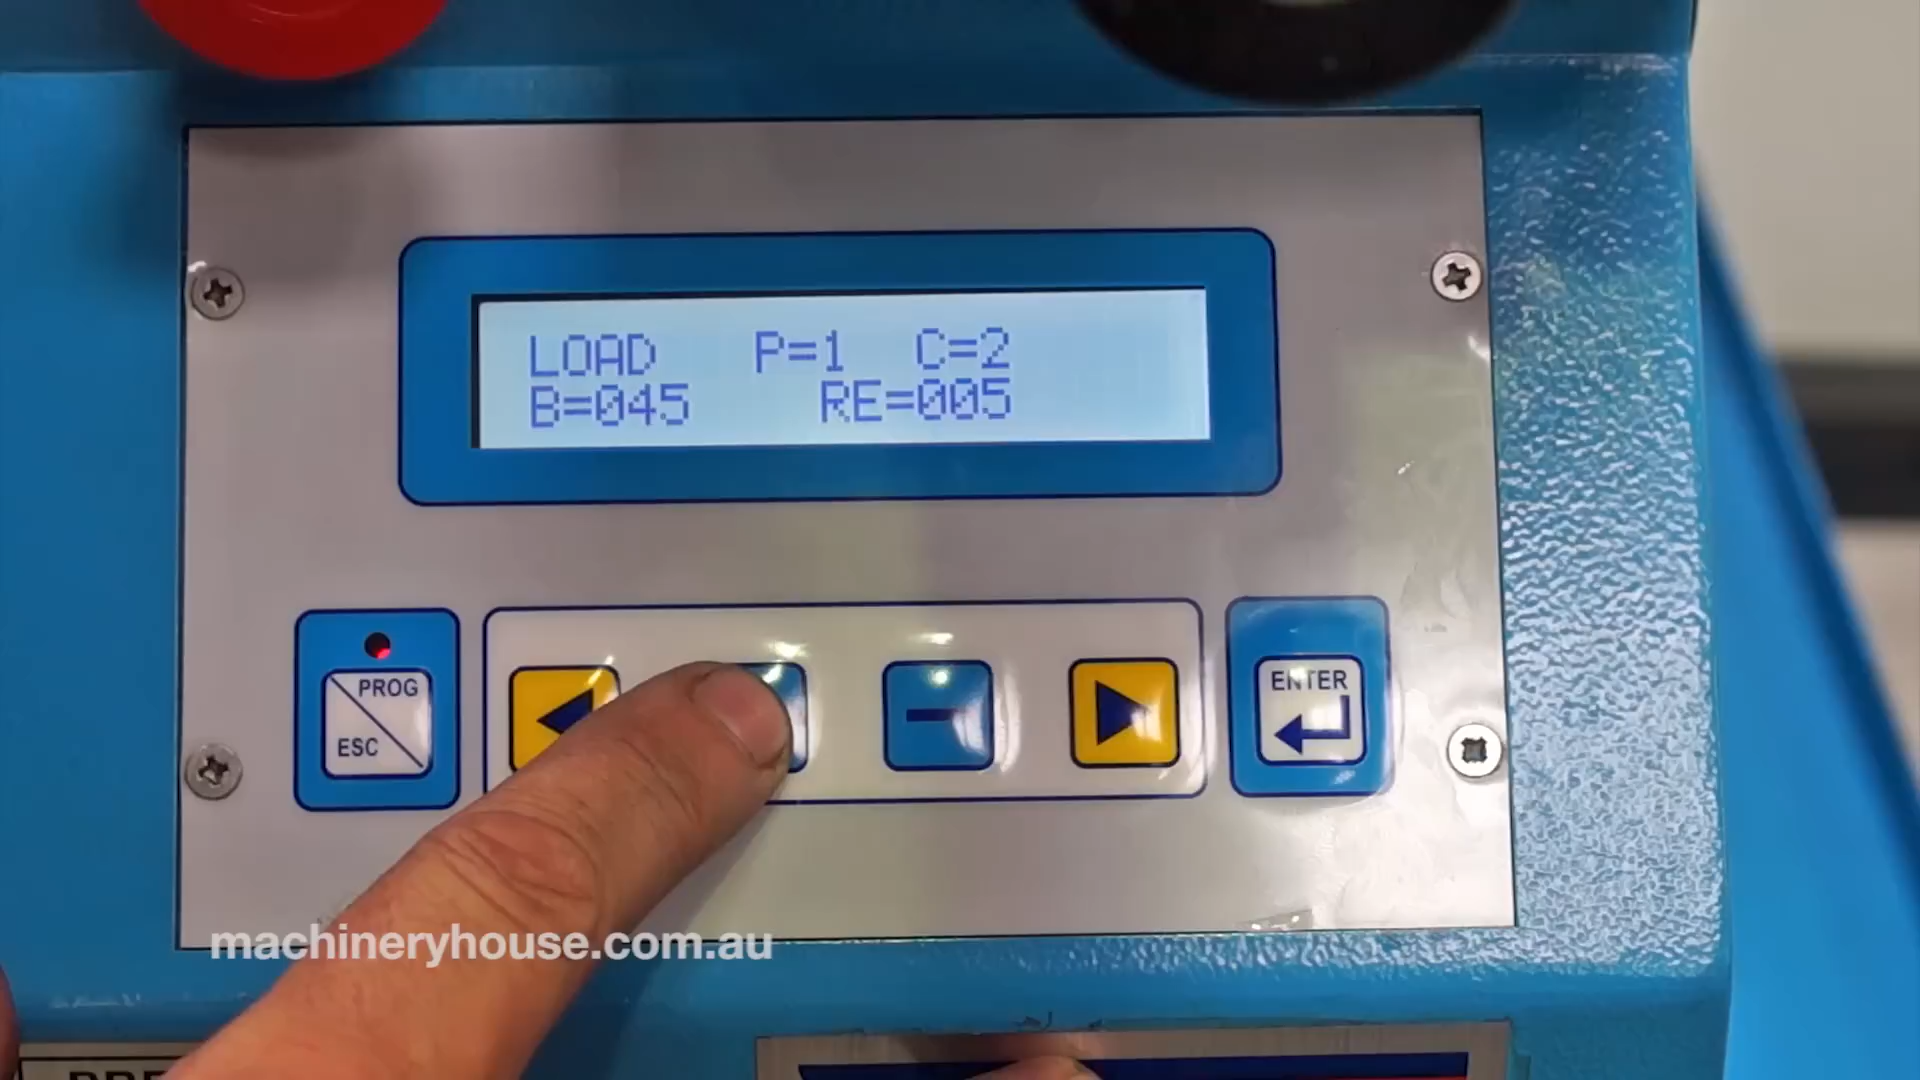 LOAD P=1 C=2
B=045 RE=005
PROG
ESC
ENTER
machineryhouse.com.au